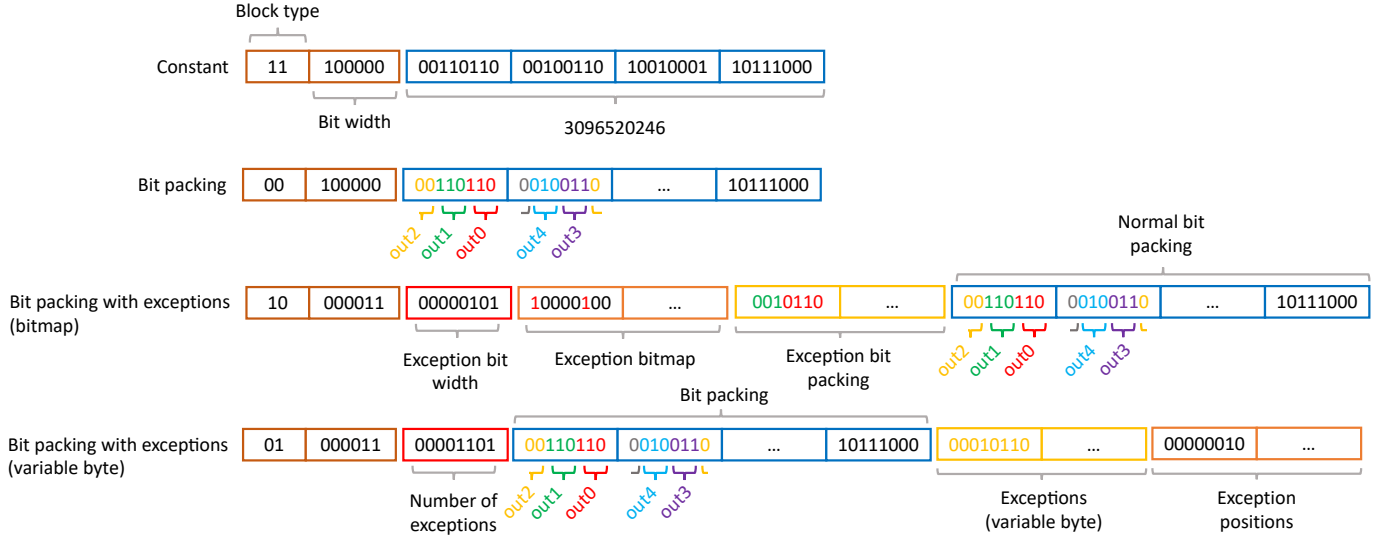 Block type
Constant 11 100000 00110110 00100110 10010001 10111000
Bit width
3096520246
Bit packing 00 100000 00110110 00100110 ... 10111000
out2 out1 out0 out4 out3
Normal bit
packing
Bit packing with exceptions
(bitmap)
10 000011 00000101 10000100 ... 0010110 ... 00110110 00100110 ... 10111000
Exception bit
width
Exception bitmap
Exception bit
packing
out2 out1 out0 out4 out3
Bit packing
Bit packing with exceptions
(variable byte)
01 000011 00001101 00110110 00100110 ... 10111000 00010110 ... 00000010 ...
Number of
exceptions
out2 out1 out0 out4 out3
Exceptions
(variable byte)
Exception
positions